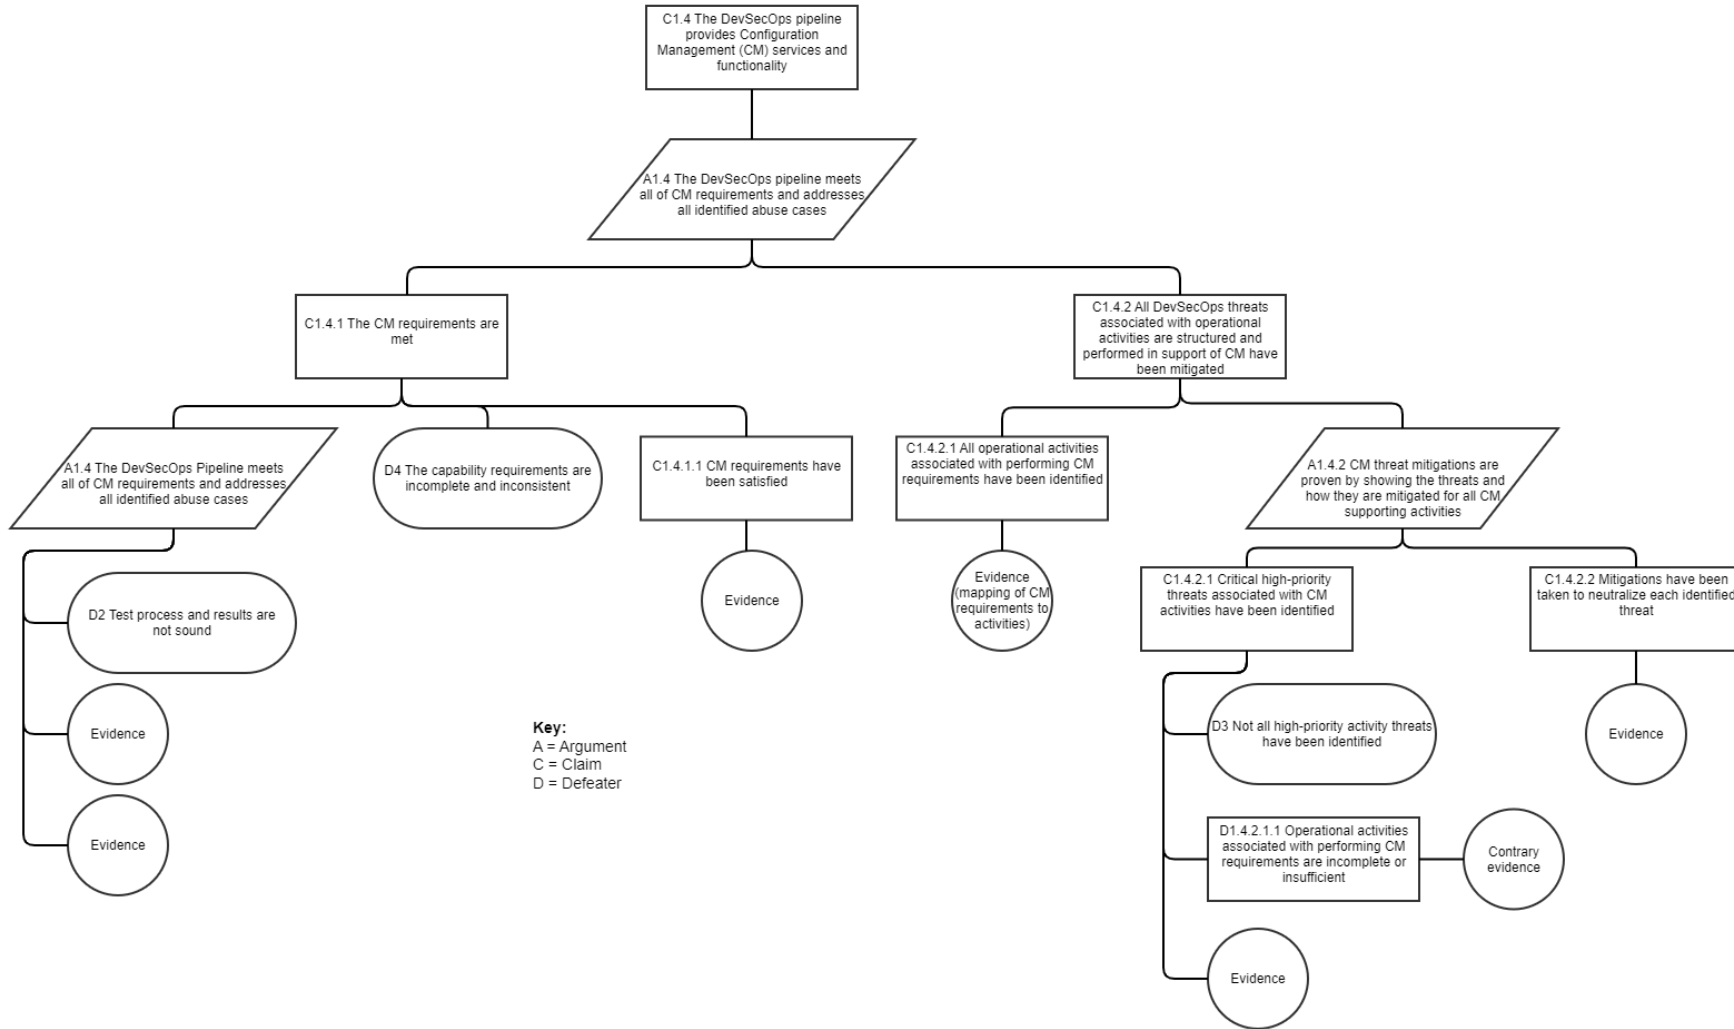 C1.4 The DevSecOps pipeline
provides Configuration
Management (CM) services and
functionality
A1.4 The DevSecOps pipeline meets
all of CM requirements and addresses
all identified abuse cases
C1.4.1 The CM requirements are
met
C1.4.2 All DevSecOps threats
associated with operational
activities are structured and
performed in support of CM have
been mitigated
A1.4 The DevSecOps Pipeline meets
all of CM requirements and addresses
all identified abuse cases
D4 The capability requirements are
incomplete and inconsistent
C1.4.1.1 CM requirements have
been satisfied
C1.4.2.1 All operational activities
associated with performing CM
requirements have been identified
A1.4.2 CM threat mitigations are
proven by showing the threats and
how they are mitigated for all CM
supporting activities
D2 Test process and results are
not sound
Evidence
Evidence
(mapping of CM
requirements to
activities)
C1.4.2.1 Critical high-priority
threats associated with CM
activities have been identified
C1.4.2.2 Mitigations have been
taken to neutralize each identified
threat
Evidence
Key:
A = Argument
C = Claim
D = Defeater
D3 Not all high-priority activity threats
have been identified
Evidence
Evidence
D1.4.2.1.1 Operational activities
associated with performing CM
requirements are incomplete or
insufficient
Contrary
evidence
Evidence